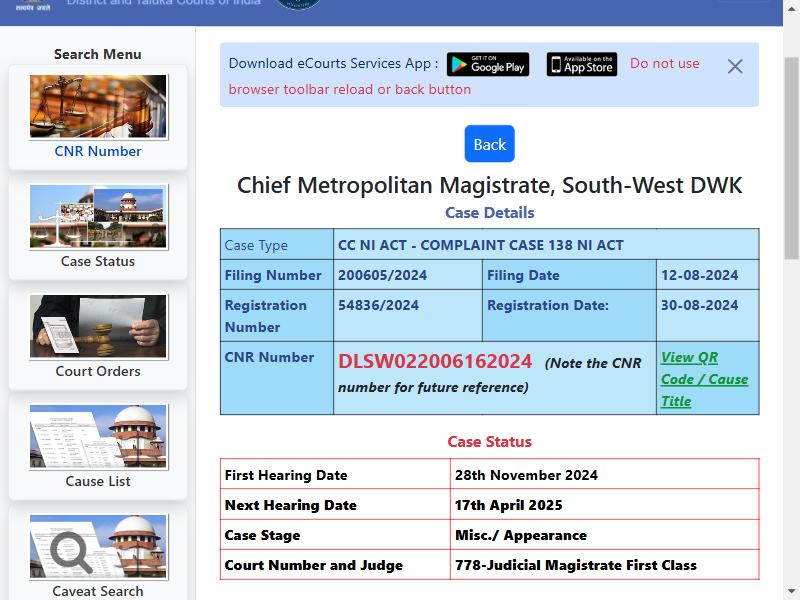 सत्यमेव जयते
District and Taluka Courts of India
Search Menu
CNR Number
Case Status
Court Orders
Cause List
Caveat Search
Download eCourts Services App : GET IT ON Google Play Available on the App Store Do not use
browser toolbar reload or back button
Back
Chief Metropolitan Magistrate, South-West DWK
Case Details
Case Type CC NI ACT - COMPLAINT CASE 138 NI ACT
Filing Number 200605/2024 Filing Date 12-08-2024
Registration Number 54836/2024 Registration Date: 30-08-2024
CNR Number DLSW022006162024 (Note the CNR
number for future reference)
View QR
Code / Cause
Title
Case Status
First Hearing Date 28th November 2024
Next Hearing Date 17th April 2025
Case Stage Misc./ Appearance
Court Number and Judge 778-Judicial Magistrate First Class